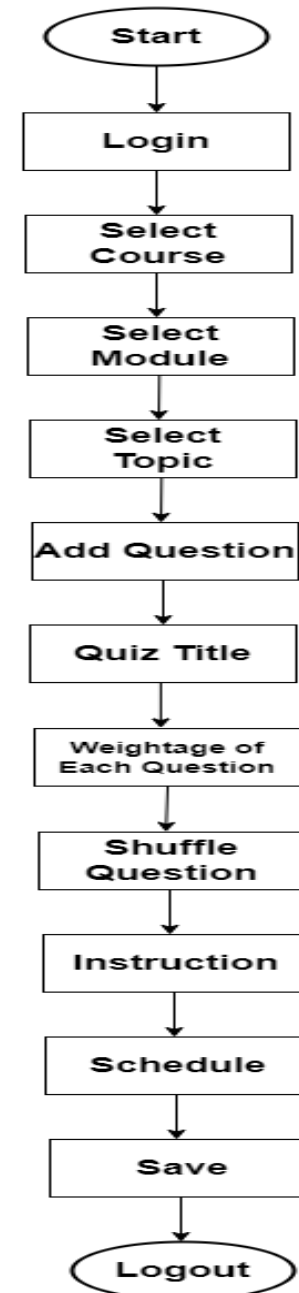 Start
Login
Select
Course
Select
Module
Select
Topic
Add Question
Quiz Title
Weightage of
Each Question
Shuffle
Question
Instruction
Schedule
Save
Logout